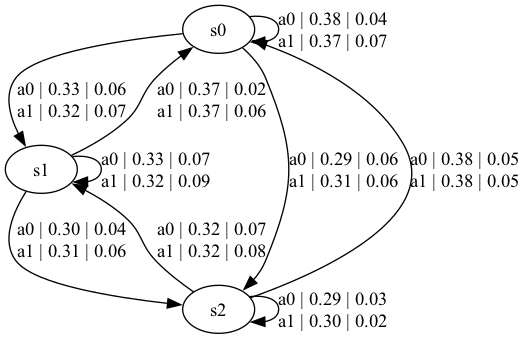 s0
a0 | 0.38 | 0.04
a1 | 0.37 | 0.07
a0 | 0.33 | 0.06
a1 | 0.32 | 0.07
a0 | 0.37 | 0.02
a1 | 0.37 | 0.06
s1
a0 | 0.33 | 0.07
a1 | 0.32 | 0.09
a0 | 0.29 | 0.06
a1 | 0.31 | 0.06
a0 | 0.38 | 0.05
a1 | 0.38 | 0.05
a0 | 0.30 | 0.04
a1 | 0.31 | 0.06
a0 | 0.32 | 0.07
a1 | 0.32 | 0.08
s2
a0 | 0.29 | 0.03
a1 | 0.30 | 0.02